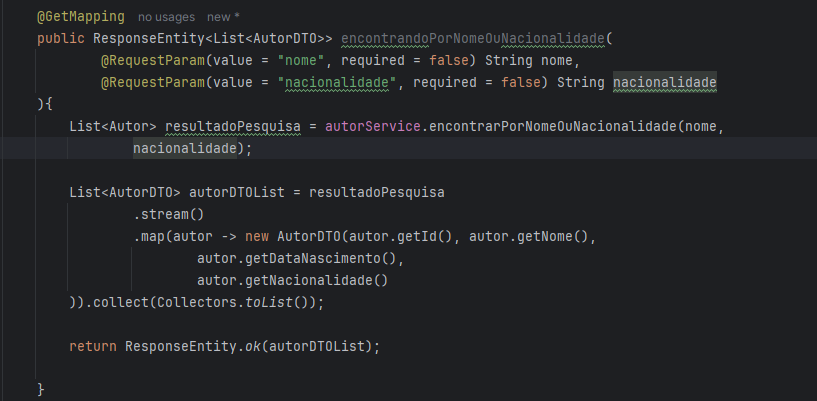 @GetMapping no usages new *
public ResponseEntity<List<AutorDTO>> encontrandoPorNomeOuNacionalidade(
@RequestParam(value = "nome", required = false) String nome,
@RequestParam(value = "nacionalidade", required = false) String nacionalidade
){
List<Autor> resultadoPesquisa = autorService.encontrarPorNomeOuNacionalidade(nome,
nacionalidade);
List<AutorDTO> autorDTOList = resultadoPesquisa
.stream()
.map(autor -> new AutorDTO(autor.getId(), autor.getNome(),
autor.getDataNascimento(),
autor.getNacionalidade()
)).collect(Collectors.toList());
return ResponseEntity.ok(autorDTOList);
}